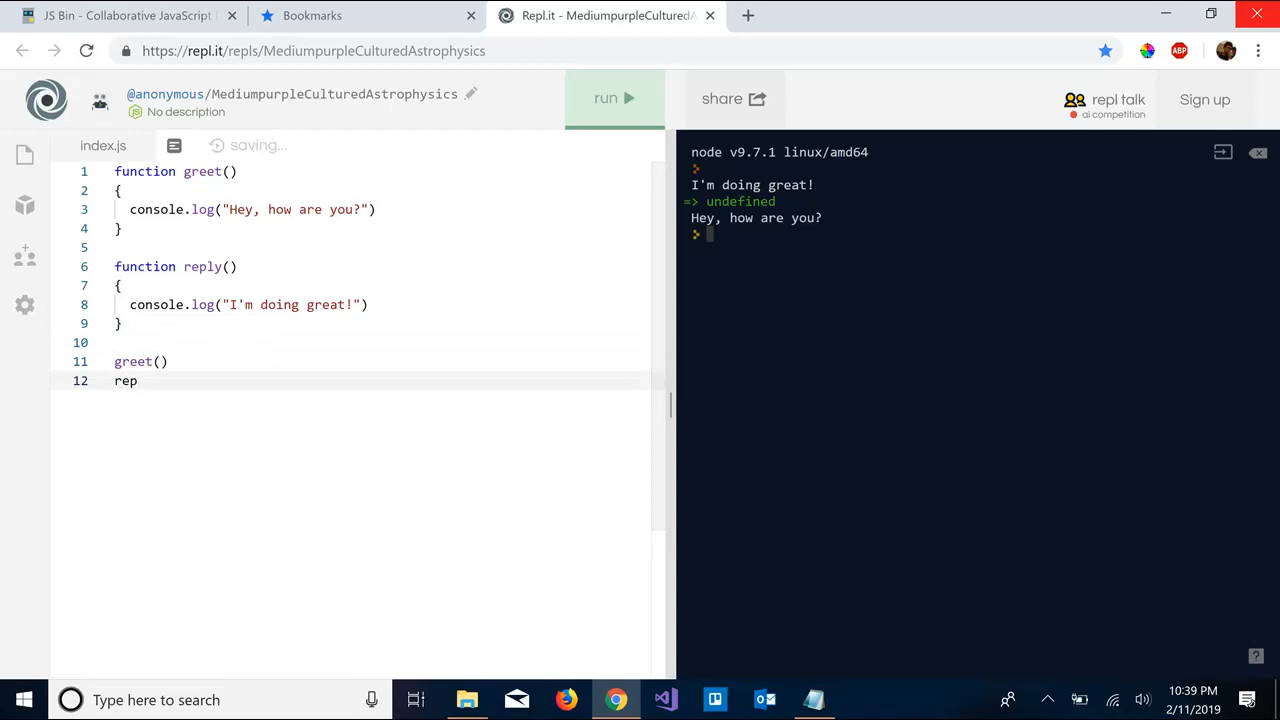 JS Bin - Collaborative JavaScript
Bookmarks
Repl.it - MediumpurpleCulturedA
https://repl.it/repls/MediumpurpleCulturedAstrophysics
ABP
@anonymous/MediumpurpleCulturedAstrophysics
No description
run
share
repl talk
ai competition
Sign up
index.js
saving...
1 function greet()
2 {
3 console.log("Hey, how are you?")
4 }
5
6 function reply()
7 {
8 console.log("I'm doing great!")
9 }
10
11 greet()
12 rep
node v9.7.1 linux/amd64
I'm doing great!
=> undefined
Hey, how are you?
?
Type here to search
10:39 PM
2/11/2019